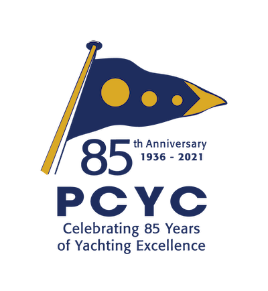 85th Anniversary
1936 - 2021
PCYC
Celebrating 85 Years
of Yachting Excellence